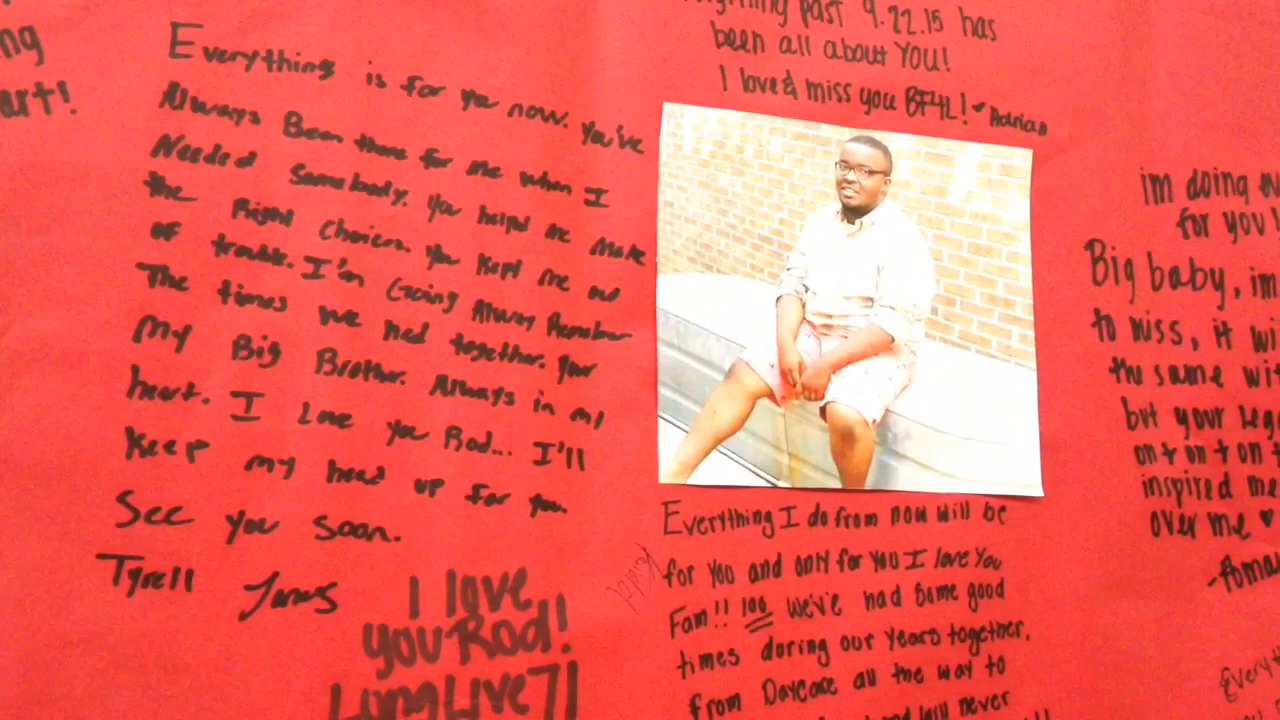 ng
art!
Everything is for you now. You've
Always Been there for me when I
Needed Somebody. You helped me make
the Right Choices. You Kept me out
of trouble. I'm Going Always Remember
The times we had together. Your
My Big Brother. Always in my
heart. I Love you Rod... I'll
Keep my head up for you.
See you soon.
Tyrell James
I love
you Rod!
Long Live 71
past 9.22.15 has
been all about YOU!
I love & miss you BF4L! Adrian
Everything I do from now will be
for you and only for you I love You
Fam!! 100 We've had some good
times during our years together,
from Daycare all the way to
never
im doing
for you
Big baby, im
to miss, it
the same
but your
on + on + on
inspired me
over me ♥